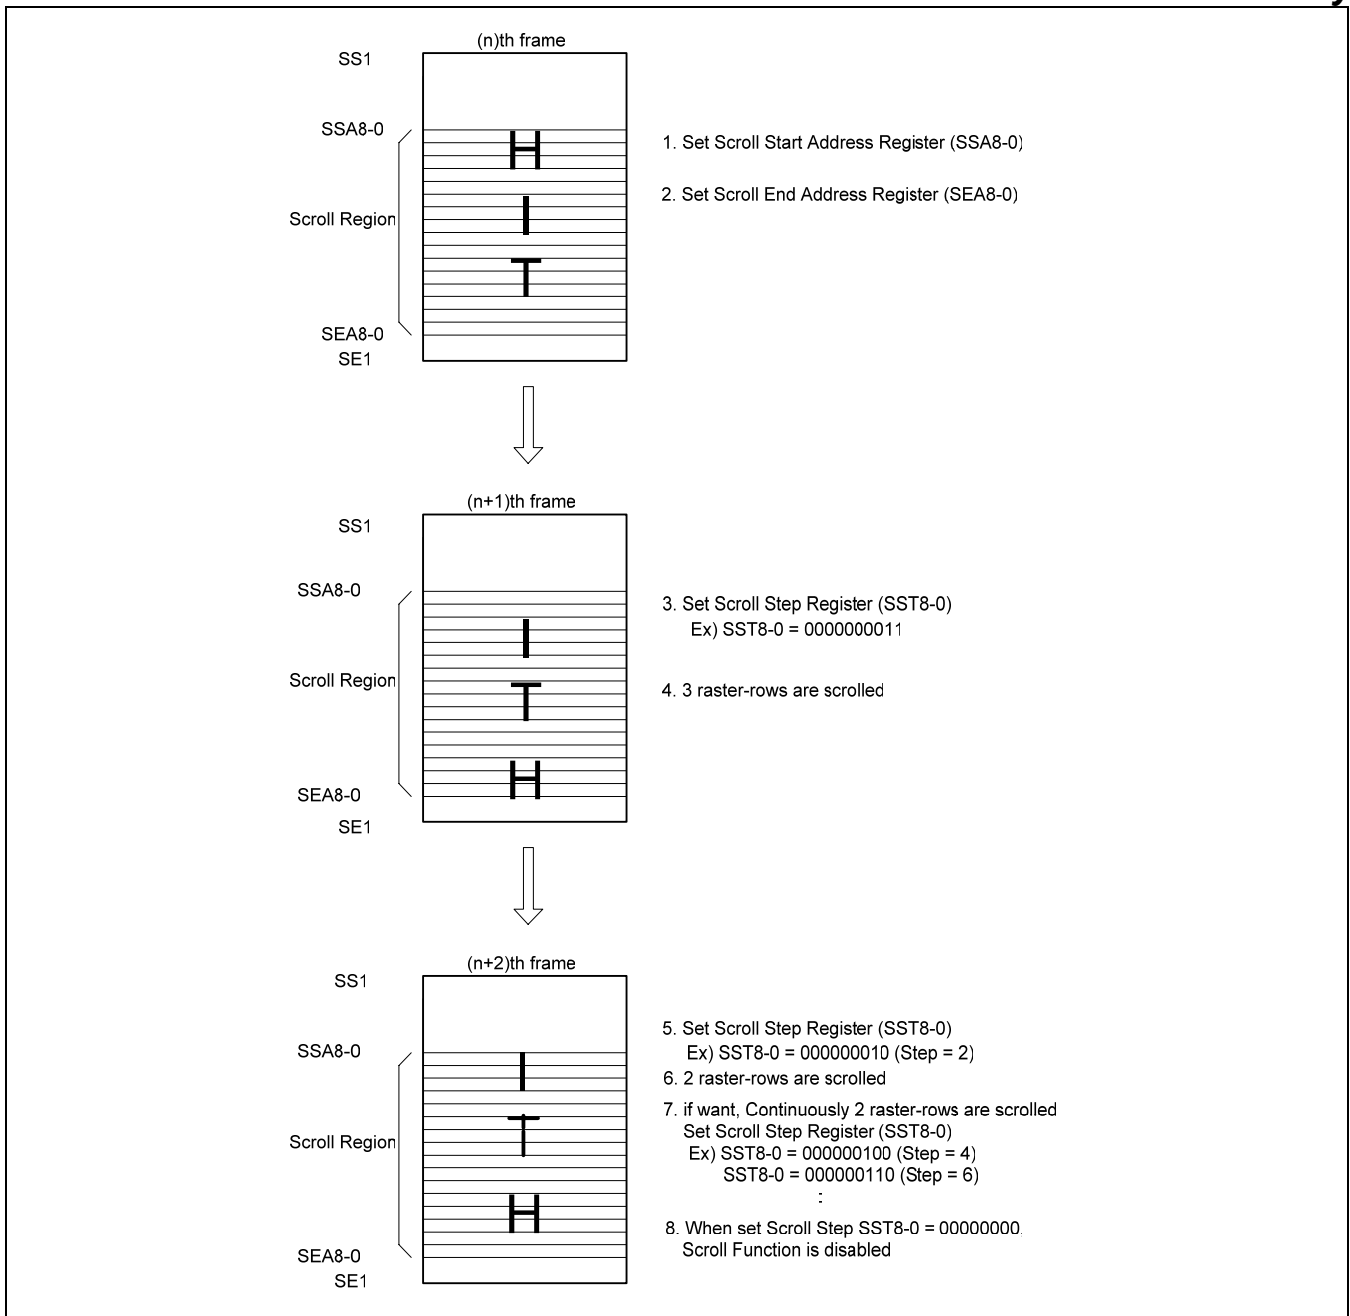 (n)th frame
SS1
SSA8-0
H
1. Set Scroll Start Address Register (SSA8-0)
2. Set Scroll End Address Register (SEA8-0)
Scroll Region
I
T
SEA8-0
SE1
(n+1)th frame
SS1
SSA8-0
3. Set Scroll Step Register (SST8-0)
Ex) SST8-0 = 0000000011
I
Scroll Region
T
4. 3 raster-rows are scrolled
H
SEA8-0
SE1
(n+2)th frame
SS1
5. Set Scroll Step Register (SST8-0)
SSA8-0
Ex) SST8-0 = 000000010 (Step = 2)
I
6. 2 raster-rows are scrolled
7. if want, Continuously 2 raster-rows are scrolled
T
Set Scroll Step Register (SST8-0)
Scroll Region
Ex) SST8-0 = 000000100 (Step = 4)
SST8-0 = 000000110 (Step = 6)
:
H
8. When set Scroll Step SST8-0 = 00000000,
Scroll Function is disabled
SEA8-0
SE1